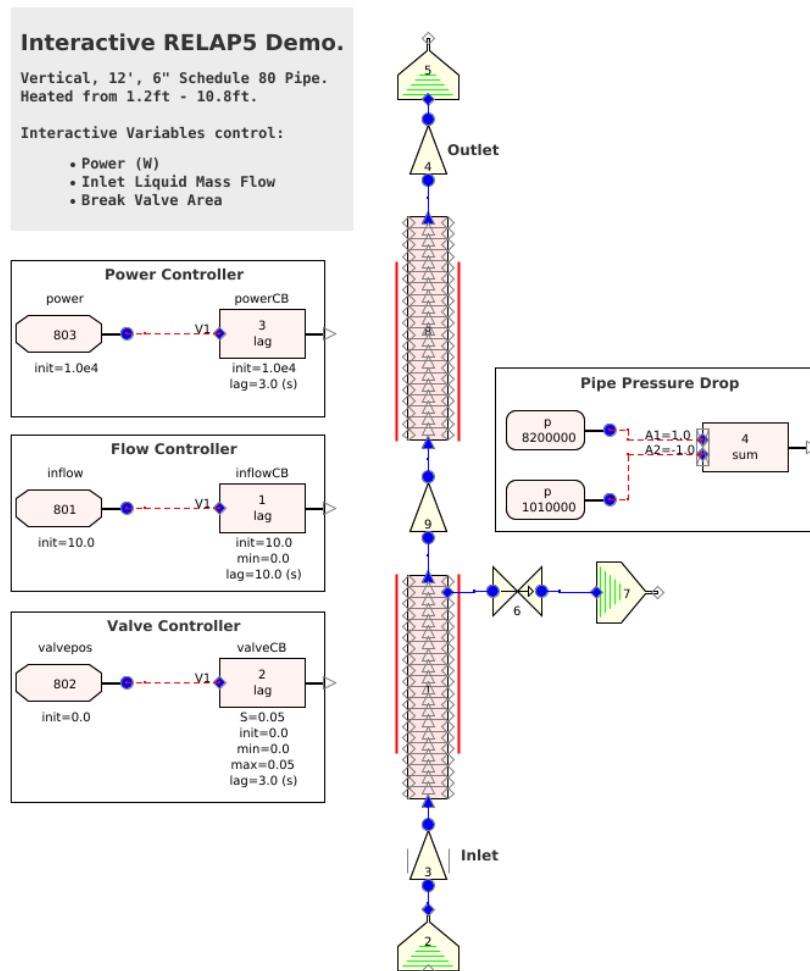 Interactive RELAP5 Demo.
Vertical, 12', 6" Schedule 80 Pipe.
Heated from 1.2ft - 10.8ft.
Interactive Variables control:
• Power (W)
• Inlet Liquid Mass Flow
• Break Valve Area
5
4
Outlet
8
9
6
7
1
3
Inlet
2
Power Controller
power
powerCB
803
V1
3
lag
init=1.0e4
init=1.0e4
lag=3.0 (s)
Flow Controller
inflow
inflowCB
801
V1
1
lag
init=10.0
init=10.0
min=0.0
lag=10.0 (s)
Valve Controller
valvepos
valveCB
802
V1
2
lag
init=0.0
S=0.05
init=0.0
min=0.0
max=0.05
lag=3.0 (s)
Pipe Pressure Drop
p
8200000
A1=1.0
A2=-1.0
4
sum
p
1010000